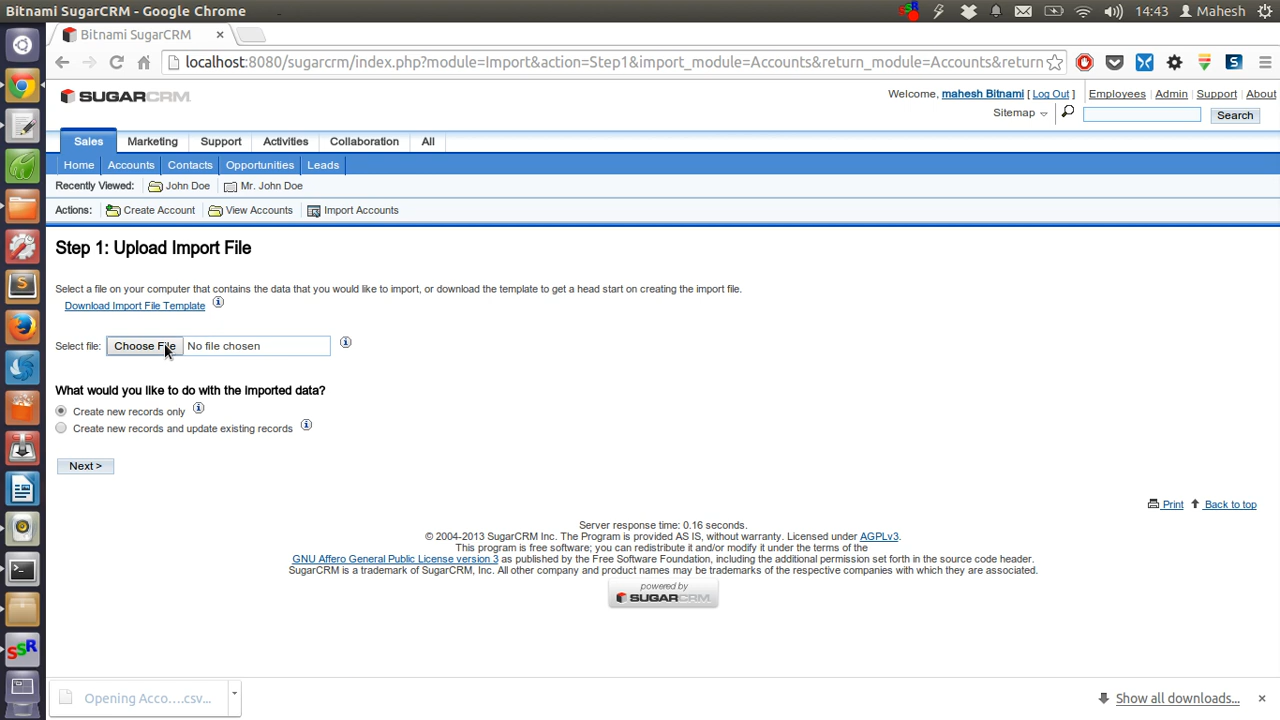 Bitnami SugarCRM - Google Chrome
14:43 Mahesh
Bitnami SugarCRM ×
localhost:8080/sugarcrm/index.php?module=Import&action=Step1&import_module=Accounts&return_module=Accounts&return
SUGARCRM
Welcome, mahesh Bitnami [ Log Out ] Employees | Admin | Support | About
Sitemap Search
Sales Marketing Support Activities Collaboration All
Home Accounts Contacts Opportunities Leads
Recently Viewed: John Doe Mr. John Doe
Actions: Create Account View Accounts Import Accounts
Step 1: Upload Import File
Select a file on your computer that contains the data that you would like to import, or download the template to get a head start on creating the import file.
Download Import File Template
Select file: Choose File No file chosen
What would you like to do with the imported data?
Create new records only
Create new records and update existing records
Next >
Print Back to top
Server response time: 0.16 seconds.
© 2004-2013 SugarCRM Inc. The Program is provided AS IS, without warranty. Licensed under AGPLv3.
This program is free software; you can redistribute it and/or modify it under the terms of the
GNU Affero General Public License version 3 as published by the Free Software Foundation, including the additional permission set forth in the source code header.
SugarCRM is a trademark of SugarCRM, Inc. All other company and product names may be trademarks of the respective companies with which they are associated.
powered by
SUGARCRM
SSR
Opening Acco....csv... Show all downloads... ×